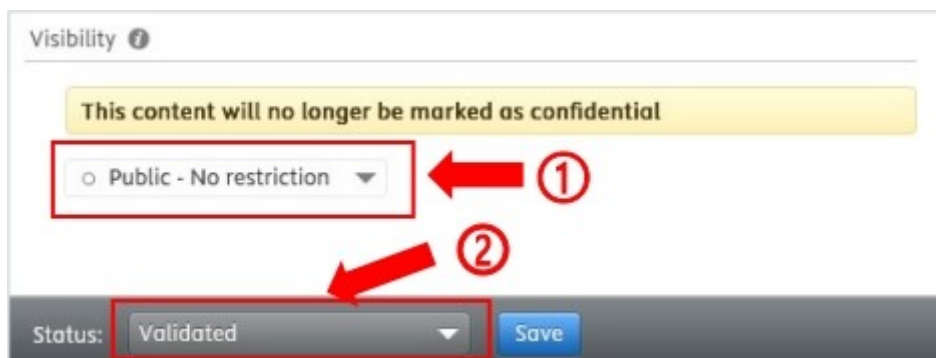 Visibility
This content will no longer be marked as confidential
Public - No restriction
①
②
Status: Validated Save